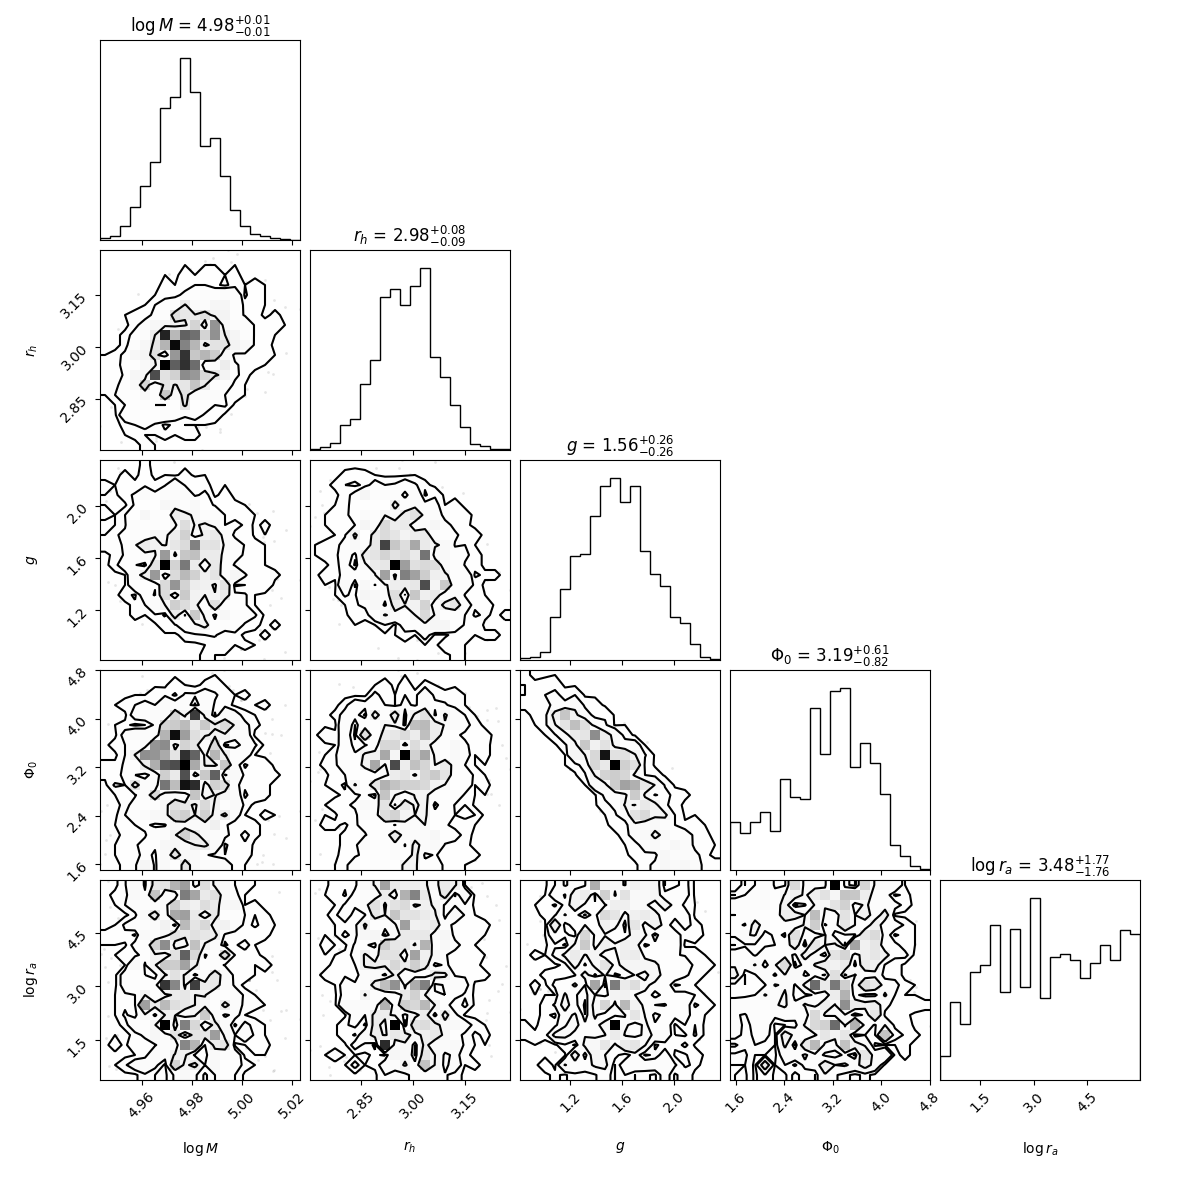 log M = 4.98+0.01−0.01
rh = 2.98+0.08−0.09
rh
3.15
3.00
2.85
g = 1.56+0.26−0.26
g
2.0
1.6
1.2
Φ0 = 3.19+0.61−0.82
Φ0
4.8
4.0
3.2
2.4
1.6
log ra = 3.48+1.77−1.76
log ra
4.5
3.0
1.5
4.96 4.98 5.00 5.02 2.85 3.00 3.15 1.2 1.6 2.0 1.6 2.4 3.2 4.0 4.8 1.5 3.0 4.5
log M rh g Φ0 log ra